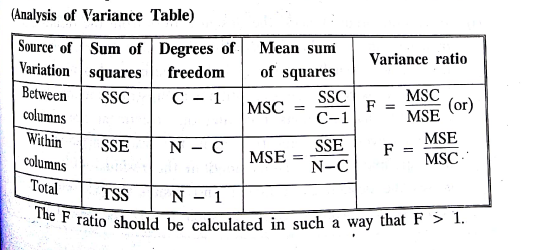 (Analysis of Variance Table)
Source of Variation | Sum of squares | Degrees of freedom | Mean sum of squares | Variance ratio
Between columns | SSC | C − 1 | MSC = SSC / C−1 | F = MSC / MSE (or)
Within columns | SSE | N − C | MSE = SSE / N−C | F = MSE / MSC.
Total | TSS | N − 1
The F ratio should be calculated in such a way that F > 1.